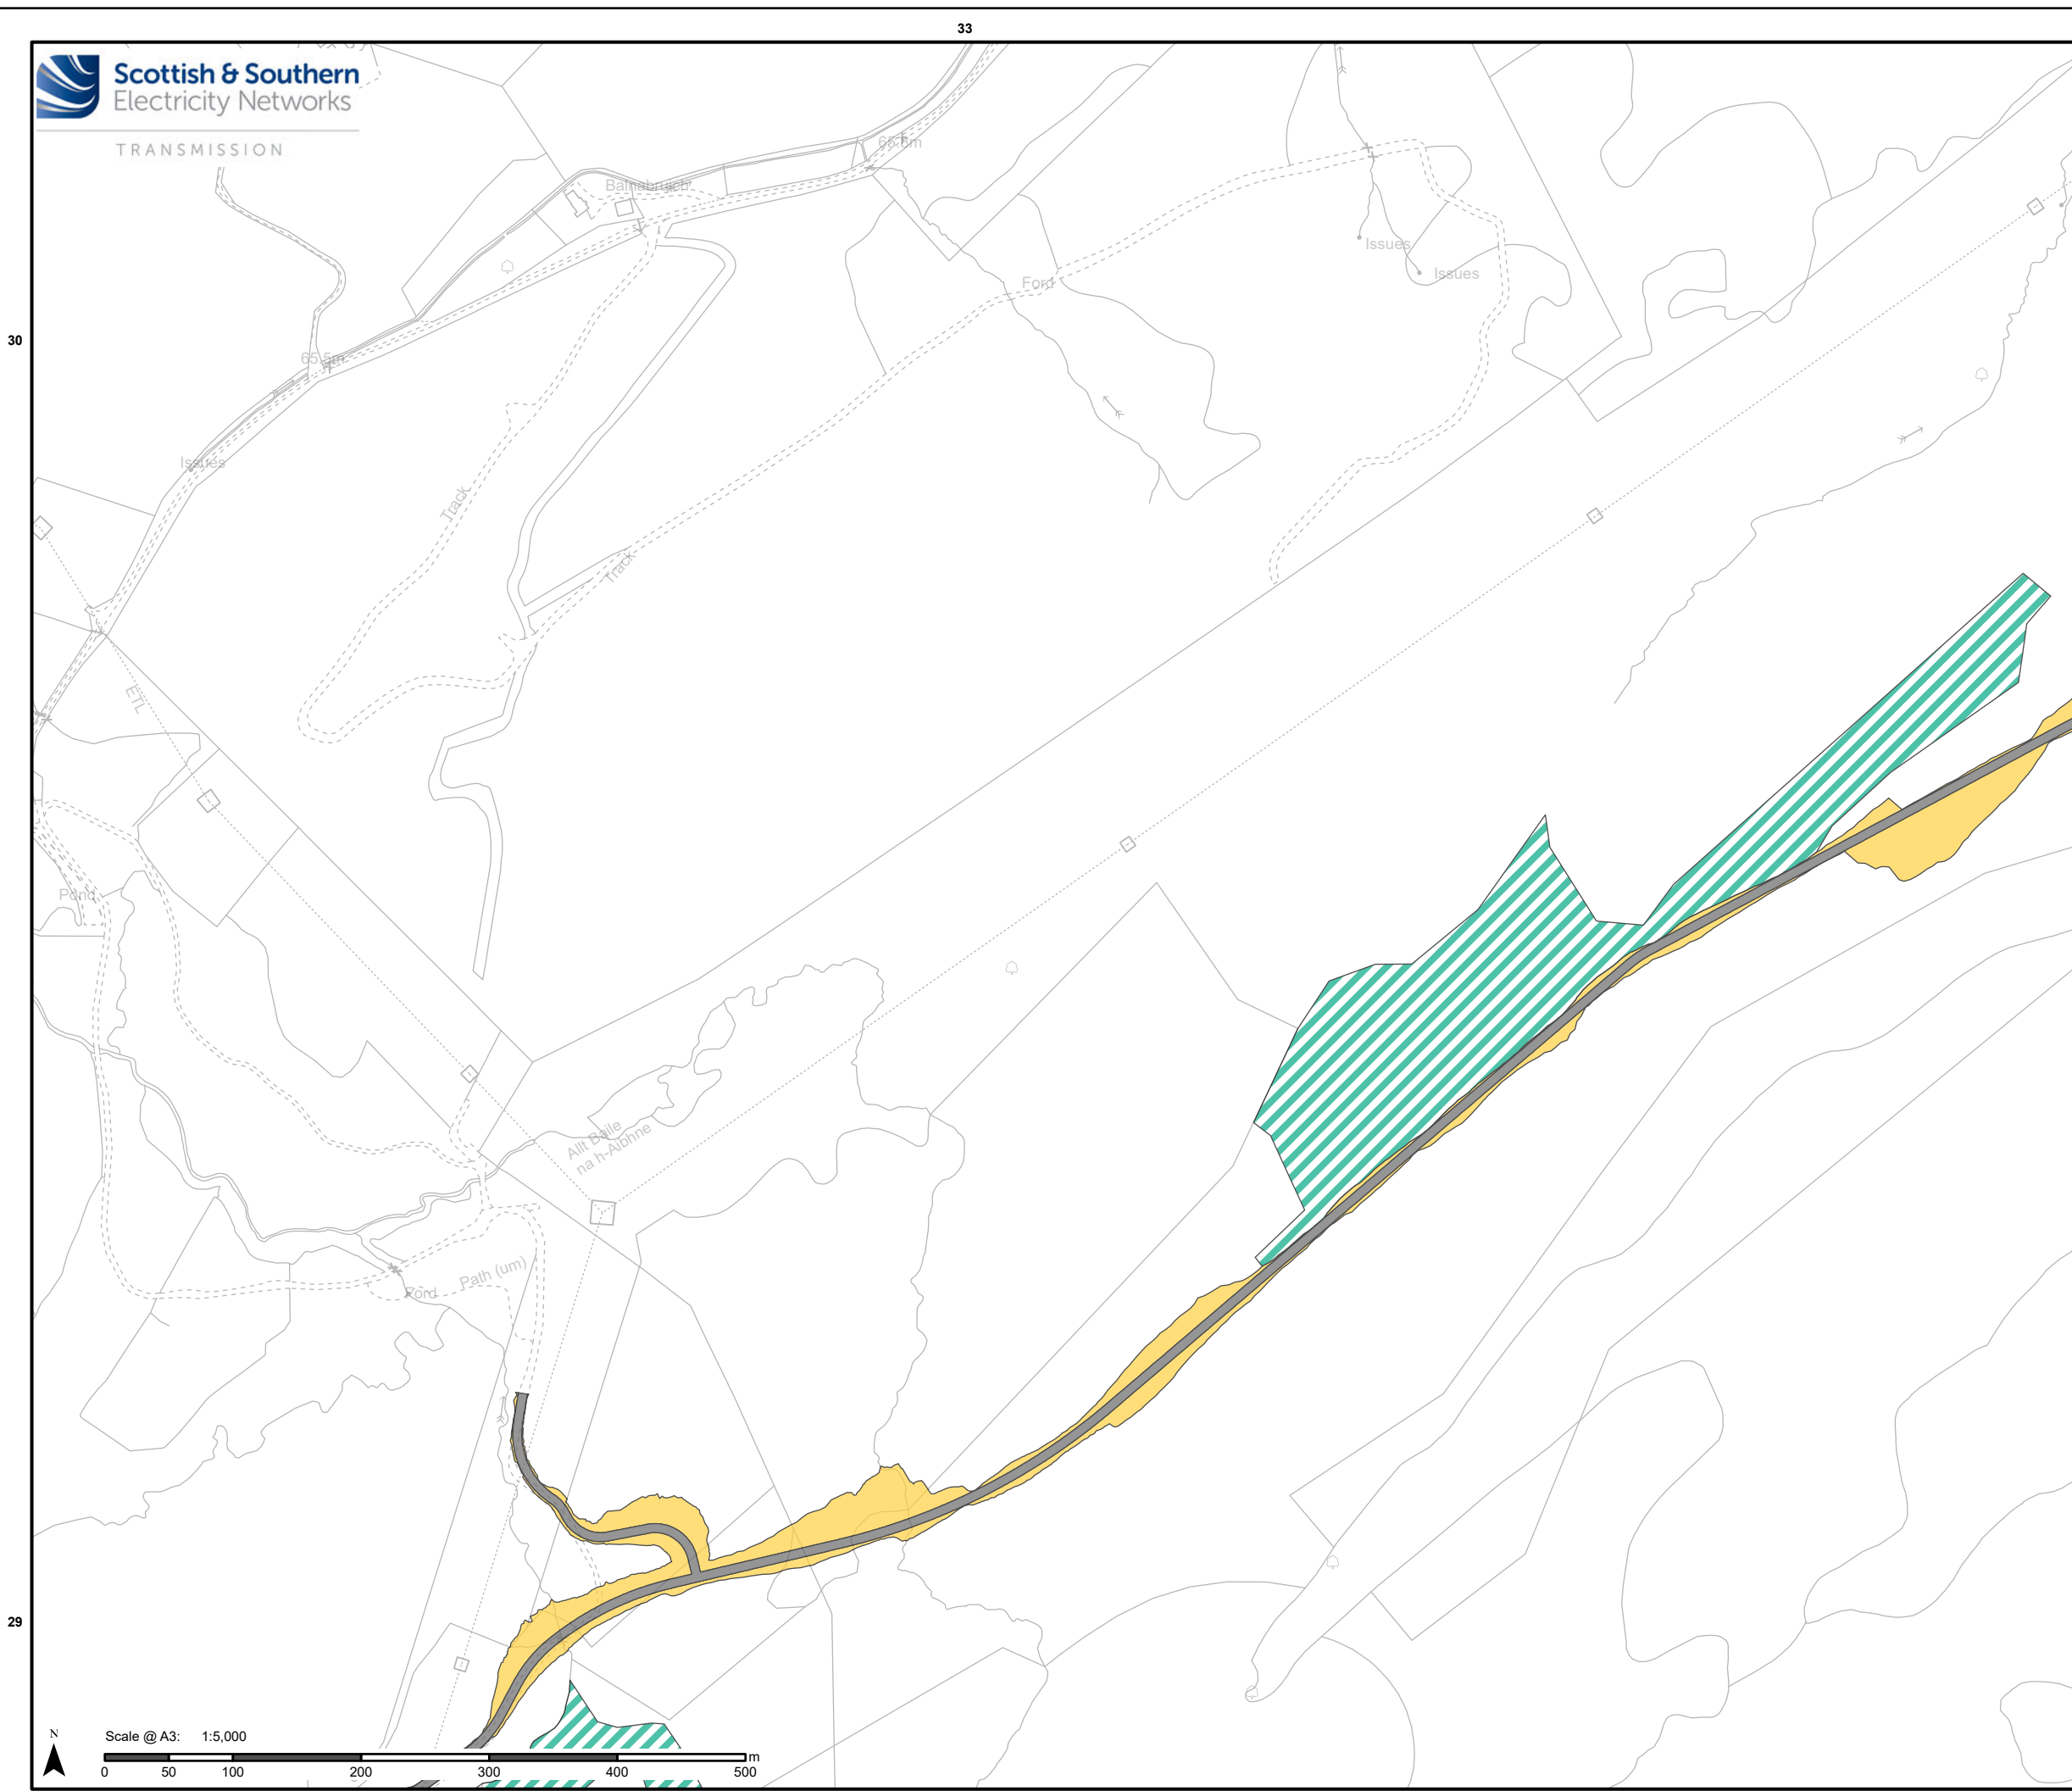 33
Scottish & Southern
Electricity Networks
TRANSMISSION
65.8m
Balnabruich
Issues
Issues
Ford
30
65.5m
Issues
Track
Track
ETL
Pond
Allt Baile
na h-Aibhne
Path (um)
Ford
29
N
Scale @ A3: 1:5,000
0 50 100 200 300 400 500 m